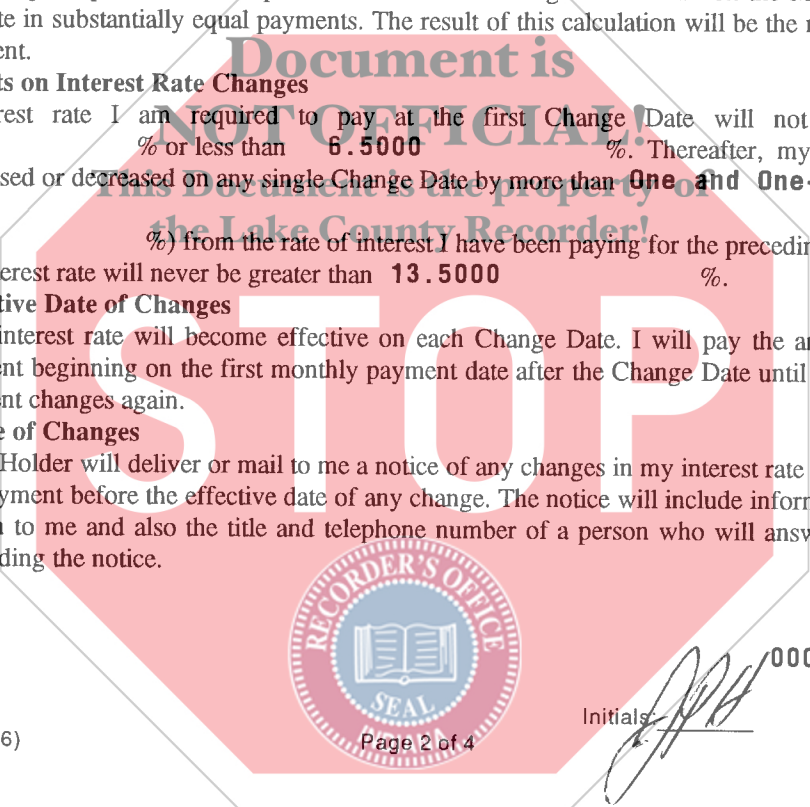 te in substantially equal payments. The result of this calculation will be the
ent.
Document is
ts on Interest Rate Changes
rest rate I am required to pay at the first Change Date will not
NOT OFFICIAL!
% or less than 6.5000 %. Thereafter, my
sed or decreased on any single Change Date by more than One and One-
This Document is the property of
the Lake County Recorder!
%) from the rate of interest I have been paying for the precedin
erest rate will never be greater than 13.5000 %.
tive Date of Changes
interest rate will become effective on each Change Date. I will pay the a
ent beginning on the first monthly payment date after the Change Date until
nt changes again.
e of Changes
Holder will deliver or mail to me a notice of any changes in my interest rate
yment before the effective date of any change. The notice will include infor
n to me and also the title and telephone number of a person who will answ
ding the notice.
STOP
RECORDER'S OFFICE
SEAL
INDIANA
000
Initials:
6)
Page 2 of 4